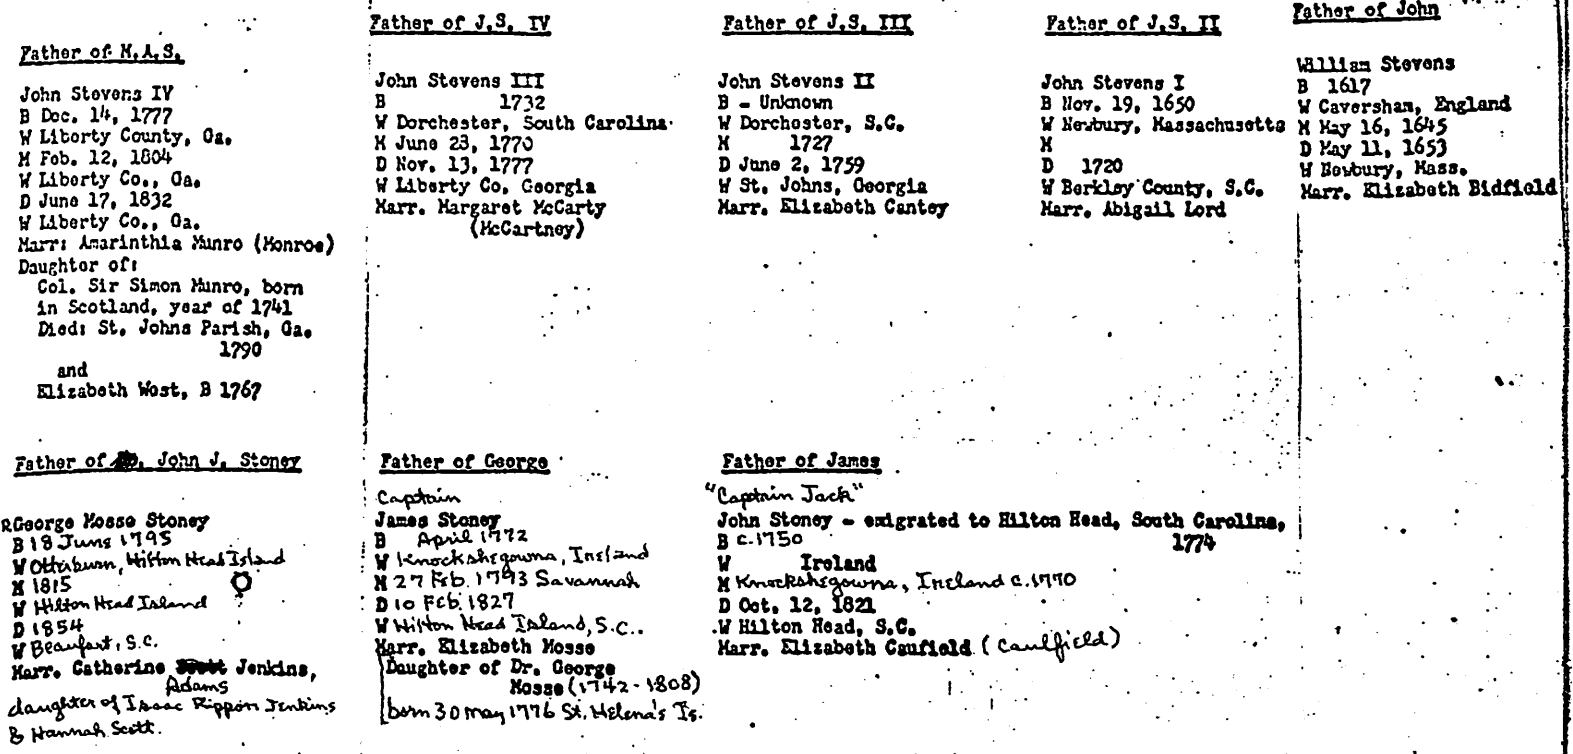 Father of M.A.S.
John Stevens IV
B Dec. 14, 1777
W Liberty County, Ga.
M Feb. 12, 1804
W Liberty Co., Ga.
D June 17, 1832
W Liberty Co., Ga.
Marr: Amarinthia Munro (Monroe)
Daughter of:
Col. Sir Simon Munro, born
in Scotland, year of 1741
Died: St. Johns Parish, Ga.
1790
and
Elizabeth West, B 1767
Father of J.S. IV
John Stevens III
B 1732
W Dorchester, South Carolina
M June 23, 1770
D Nov. 13, 1777
W Liberty Co. Georgia
Marr. Margaret McCarty
(McCartney)
Father of J.S. III
John Stevens II
B - Unknown
W Dorchester, S.C.
M 1727
D June 2, 1759
W St. Johns, Georgia
Marr. Elizabeth Cantey
Father of J.S. II
John Stevens I
B Nov. 19, 1650
W Newbury, Massachusetts
M
D 1720
W Berkley County, S.C.
Marr. Abigail Lord
Father of John
William Stevens
B 1617
W Caversham, England
M May 16, 1645
D May 11, 1653
W Newbury, Mass.
Marr. Elizabeth Bidfield
Father of John J. Stoney
George Mosse Stoney
B 18 June 1795
W Otterburn, Hilton Head Island
M 1815
W Hilton Head Island
D 1854
W Beaufort, S.C.
Marr. Catherine Jenkins,
Adams
daughter of Isaac Rippon Jenkins
& Hannah Scott.
Father of George
Captain
James Stoney
B April 1772
W Knockshegowna, Ireland
M 27 Feb. 1793 Savannah
D 10 Feb. 1827
W Hilton Head Island, S.C.
Marr. Elizabeth Mosse
Daughter of Dr. George
Mosse (1742-1808)
born 30 May 1776 St. Helena's Is.
Father of James
"Captain Jack"
John Stoney - emigrated to Hilton Head, South Carolina,
B c.1750 1774
W Ireland
M Knockshegowna, Ireland c.1770
D Oct. 12, 1821
W Hilton Head, S.C.
Marr. Elizabeth Caufield (Caulfield)